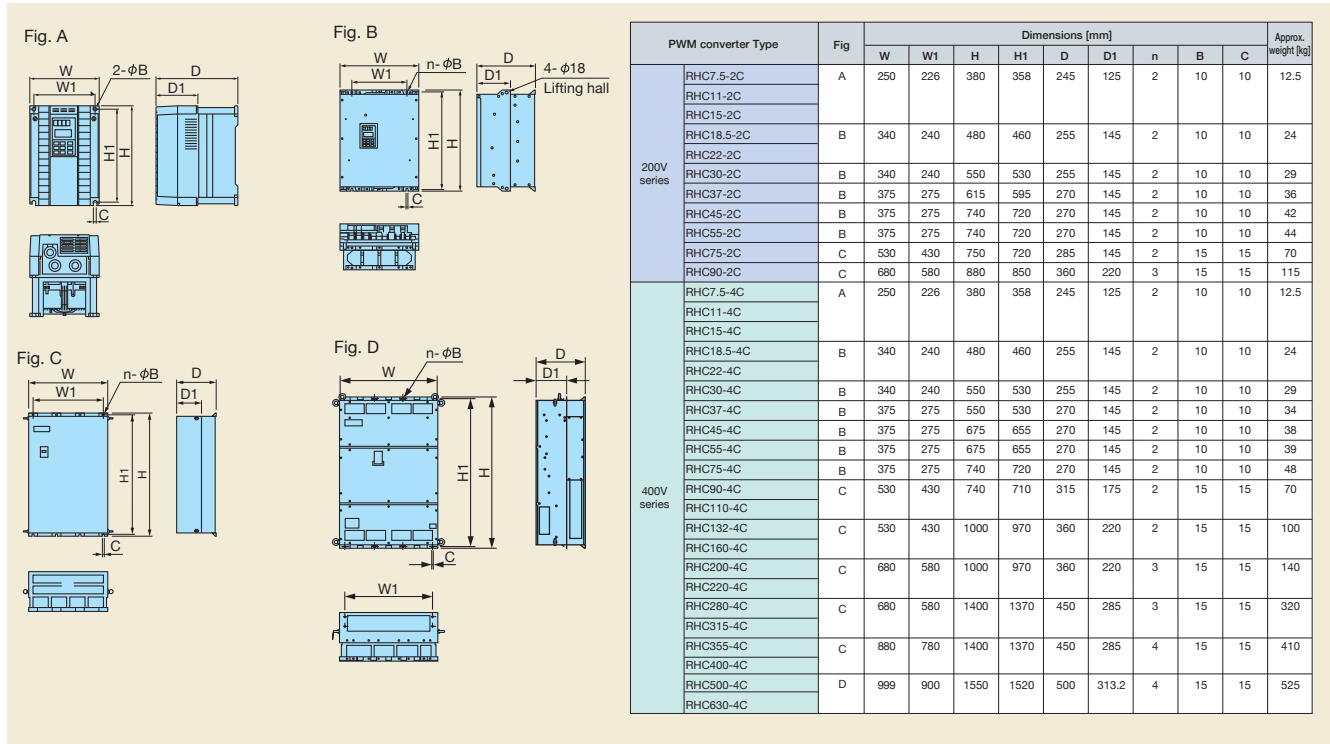 Fig. A
W
W1
2-ϕB
D
D1
H1
H
C
Fig. B
W
W1
n-ϕB
D
D1
4-ϕ18
Lifting hall
H1
H
C
Fig. C
W
W1
n-ϕB
D
D1
H1
H
C
Fig. D
W
n-ϕB
D
D1
H1
H
C
W1
PWM converter Type Fig Dimensions [mm] Approx. weight [kg]
W W1 H H1 D D1 n B C
200V series
RHC7.5-2C A 250 226 380 358 245 125 2 10 10 12.5
RHC11-2C
RHC15-2C
RHC18.5-2C B 340 240 480 460 255 145 2 10 10 24
RHC22-2C
RHC30-2C B 340 240 550 530 255 145 2 10 10 29
RHC37-2C B 375 275 615 595 270 145 2 10 10 36
RHC45-2C B 375 275 740 720 270 145 2 10 10 42
RHC55-2C B 375 275 740 720 270 145 2 10 10 44
RHC75-2C C 530 430 750 720 285 145 2 15 15 70
RHC90-2C C 680 580 880 850 360 220 3 15 15 115
400V series
RHC7.5-4C A 250 226 380 358 245 125 2 10 10 12.5
RHC11-4C
RHC15-4C
RHC18.5-4C B 340 240 480 460 255 145 2 10 10 24
RHC22-4C
RHC30-4C B 340 240 550 530 255 145 2 10 10 29
RHC37-4C B 375 275 550 530 270 145 2 10 10 34
RHC45-4C B 375 275 675 655 270 145 2 10 10 38
RHC55-4C B 375 275 675 655 270 145 2 10 10 39
RHC75-4C B 375 275 740 720 270 145 2 10 10 48
RHC90-4C C 530 430 740 710 315 175 2 15 15 70
RHC110-4C
RHC132-4C C 530 430 1000 970 360 220 2 15 15 100
RHC160-4C
RHC200-4C C 680 580 1000 970 360 220 3 15 15 140
RHC220-4C
RHC280-4C C 680 580 1400 1370 450 285 3 15 15 320
RHC315-4C
RHC355-4C C 880 780 1400 1370 450 285 4 15 15 410
RHC400-4C
RHC500-4C D 999 900 1550 1520 500 313.2 4 15 15 525
RHC630-4C